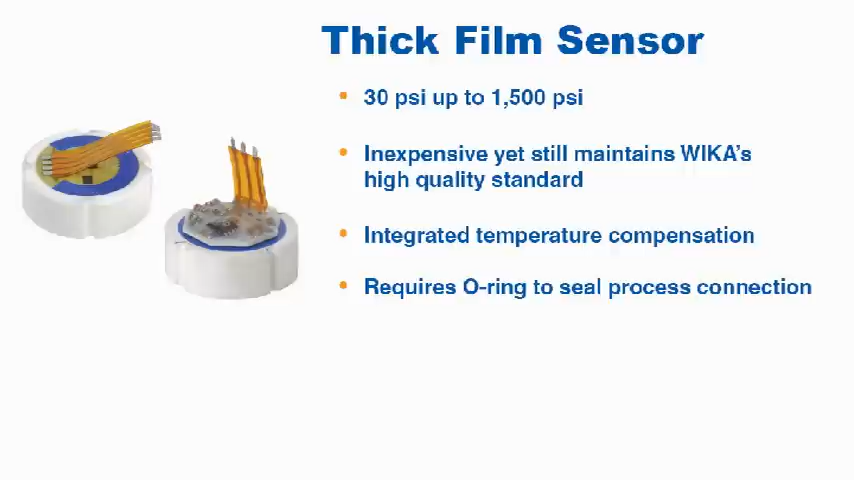 Thick Film Sensor
• 30 psi up to 1,500 psi
• Inexpensive yet still maintains WIKA's
high quality standard
• Integrated temperature compensation
• Requires O-ring to seal process connection